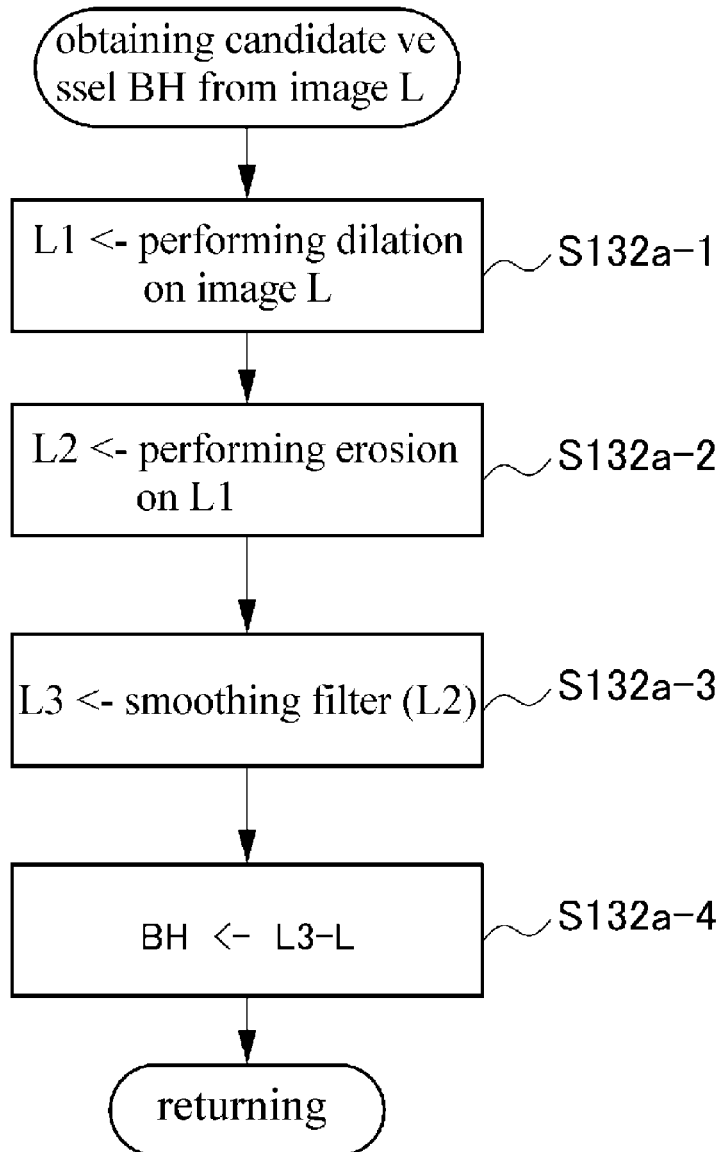 obtaining candidate ve
ssel BH from image L
L1 <- performing dilation
on image L
S132a-1
L2 <- performing erosion
on L1
S132a-2
L3 <- smoothing filter (L2)
S132a-3
BH <- L3-L
S132a-4
returning